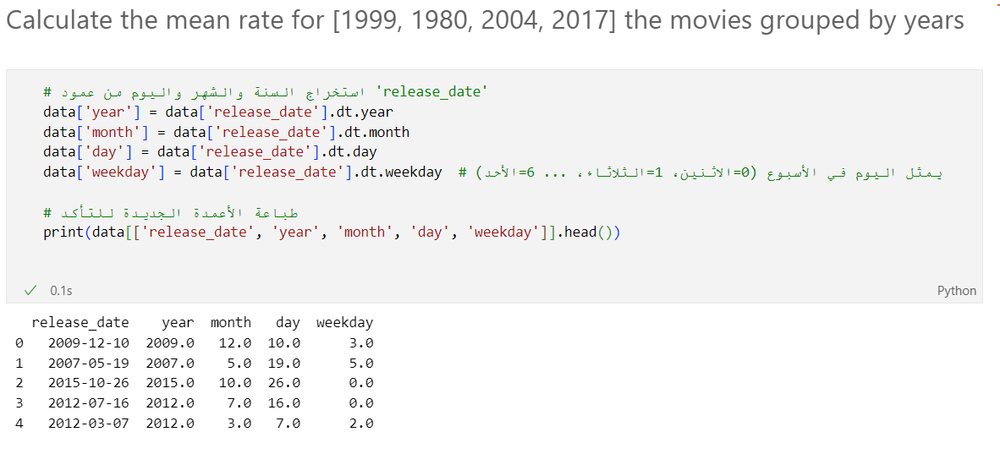 Calculate the mean rate for [1999, 1980, 2004, 2017] the movies grouped by years
# استخراج السنة والشهر واليوم من عمود 'release_date'
data['year'] = data['release_date'].dt.year
data['month'] = data['release_date'].dt.month
data['day'] = data['release_date'].dt.day
data['weekday'] = data['release_date'].dt.weekday  # يمثل اليوم في الأسبوع (0=الاثنين، 1=الثلاثاء، ... 6=الأحد)
# طباعة الأعمدة الجديدة للتأكد
print(data[['release_date', 'year', 'month', 'day', 'weekday']].head())
0.1s
Python
release_date year month day weekday
0 2009-12-10 2009.0 12.0 10.0 3.0
1 2007-05-19 2007.0 5.0 19.0 5.0
2 2015-10-26 2015.0 10.0 26.0 0.0
3 2012-07-16 2012.0 7.0 16.0 0.0
4 2012-03-07 2012.0 3.0 7.0 2.0